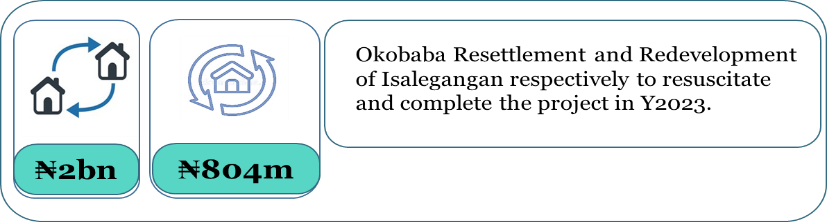 ₦2bn
₦804m
Okobaba Resettlement and Redevelopment
of Isalegangan respectively to resuscitate
and complete the project in Y2023.